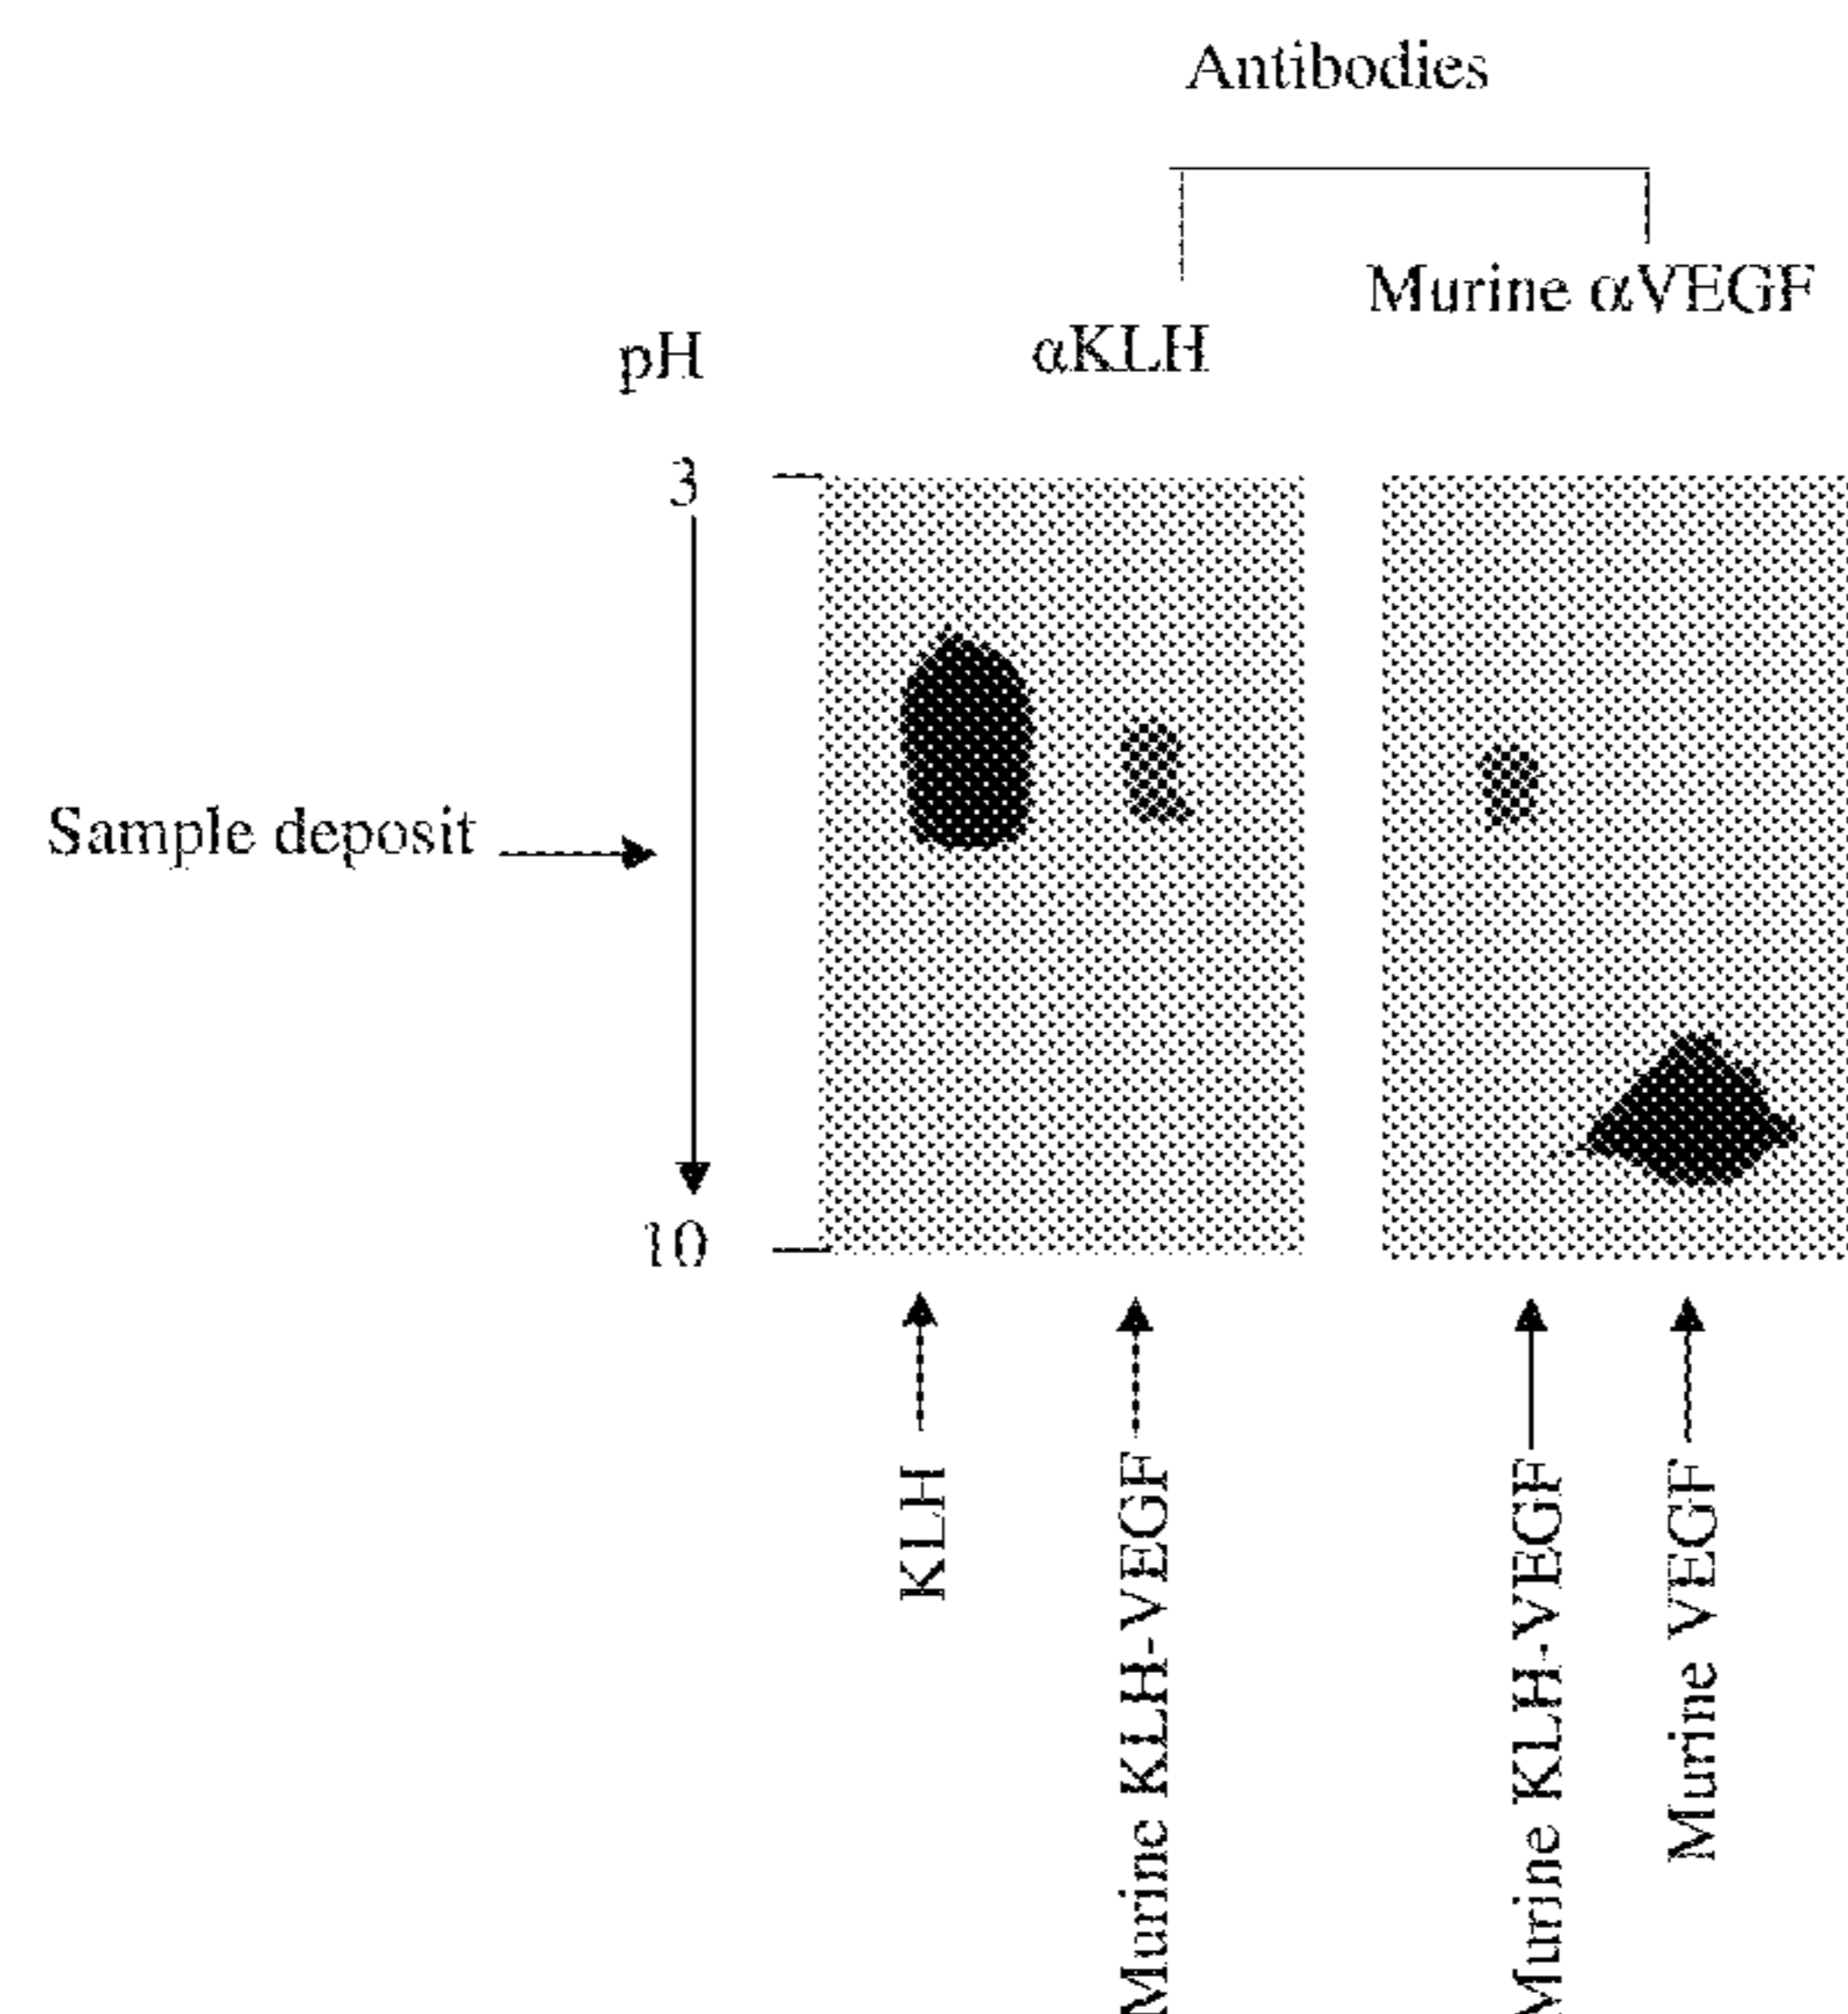 Antibodies
Murine αVEGF
αKLH
pH
3
Sample deposit
10
KLH
Murine KLH-VEGF
Murine KLH-VEGF
Murine VEGF